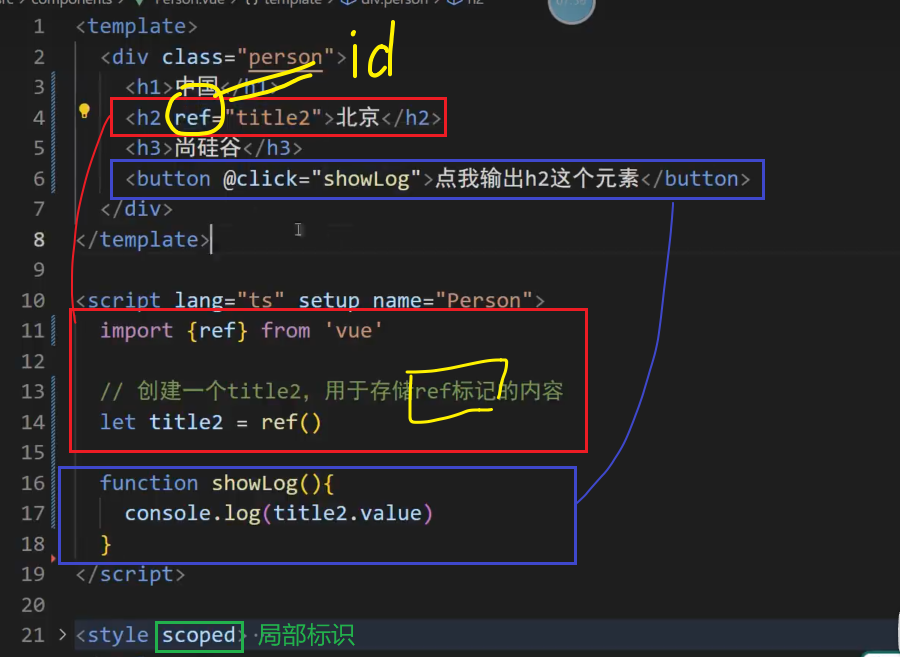 components > Person.vue > {} template > div.person > h2
07:36
1 <template>
2 <div class="person"> id
3 <h1>中国</h1>
4 <h2 ref="title2">北京</h2>
5 <h3>尚硅谷</h3>
6 <button @click="showLog">点我输出h2这个元素</button>
7 </div>
8 </template>
9
10 <script lang="ts" setup name="Person">
11 import {ref} from 'vue'
12
13 // 创建一个title2，用于存储ref标记的内容
14 let title2 = ref()
15
16 function showLog(){
17 console.log(title2.value)
18 }
19 </script>
20
21 <style scoped> 局部标识